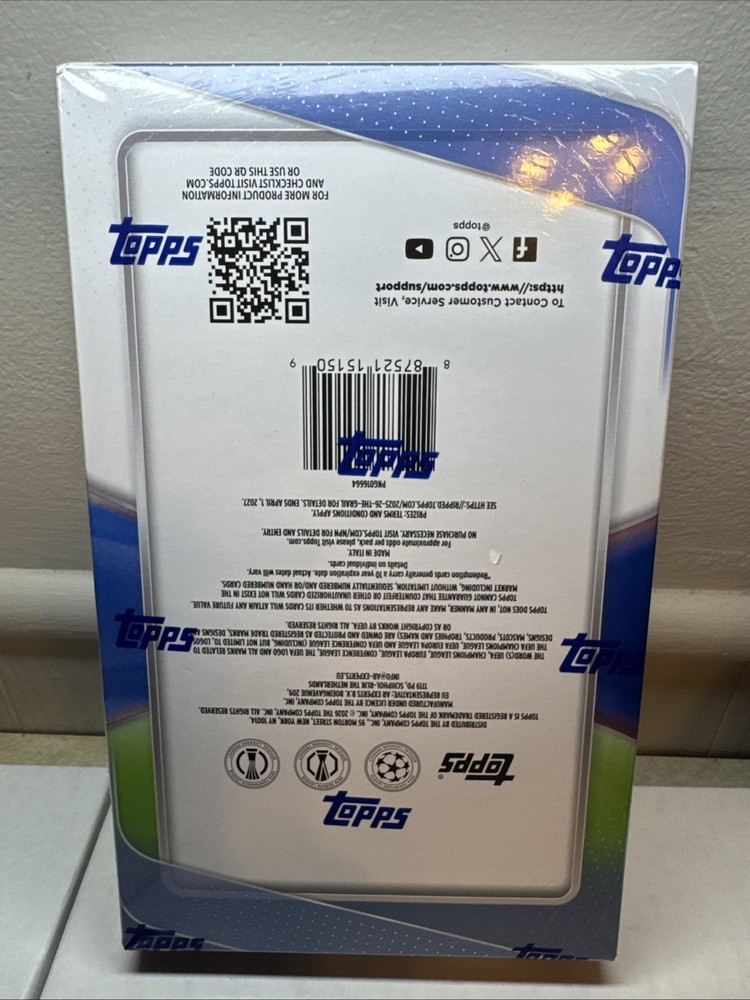 Topps
DISTRIBUTED BY THE TOPPS COMPANY, INC., 95 MORTON STREET, NEW YORK, NY 10014.
TOPPS IS A REGISTERED TRADEMARK OF THE TOPPS COMPANY, INC. © 2026 THE TOPPS COMPANY, INC. ALL RIGHTS RESERVED.
MANUFACTURED UNDER LICENCE BY THE TOPPS COMPANY, INC.
EU REPRESENTATIVE: AR EXPERTS B.V. BOEINGAVENUE 209,
1119 PD, SCHIPHOL-RIJK THE NETHERLANDS
INFO@AR-EXPERTS.EU
THE WORD(S) UEFA, CHAMPIONS LEAGUE, EUROPA LEAGUE, CONFERENCE LEAGUE, THE UEFA LOGO AND ALL MARKS RELATED TO
THE UEFA CHAMPIONS LEAGUE, UEFA EUROPA LEAGUE AND UEFA CONFERENCE LEAGUE (INCLUDING, BUT NOT LIMITED TO, LOGOS,
DESIGNS, MASCOTS, PRODUCTS, TROPHIES AND NAMES) ARE OWNED AND PROTECTED AS REGISTERED TRADE MARKS, DESIGNS AND/
OR AS COPYRIGHT WORKS BY UEFA. ALL RIGHTS RESERVED.
TOPPS DOES NOT, IN ANY MANNER, MAKE ANY REPRESENTATIONS AS TO WHETHER ITS CARDS WILL ATTAIN ANY FUTURE VALUE.
TOPPS CANNOT GUARANTEE THAT COUNTERFEIT OR OTHER UNAUTHORIZED CARDS WILL NOT EXIST IN THE
MARKET INCLUDING, WITHOUT LIMITATION, SEQUENTIALLY NUMBERED AND/OR HAND NUMBERED CARDS.
*Redemption cards generally carry a 10 year expiration date. Actual dates will vary.
Details on individual cards.
MADE IN ITALY.
For approximate odds per pack, please visit Topps.com.
NO PURCHASE NECESSARY. VISIT TOPPS.COM/NPN FOR DETAILS AND ENTRY.
PRIZES: TERMS AND CONDITIONS APPLY.
SEE HTTPS://RIPPED.TOPPS.COM/2025-26-THE-GRAIL FOR DETAILS. ENDS APRIL 1, 2027.
PKG016664
8 87521 15150 9
To Contact Customer Service, Visit
https://www.topps.com/support
@topps
FOR MORE PRODUCT INFORMATION
AND CHECKLIST VISIT TOPPS.COM
OR USE THIS QR CODE
Topps
Topps
Topps
Topps
Topps
Topps
Topps
Topps